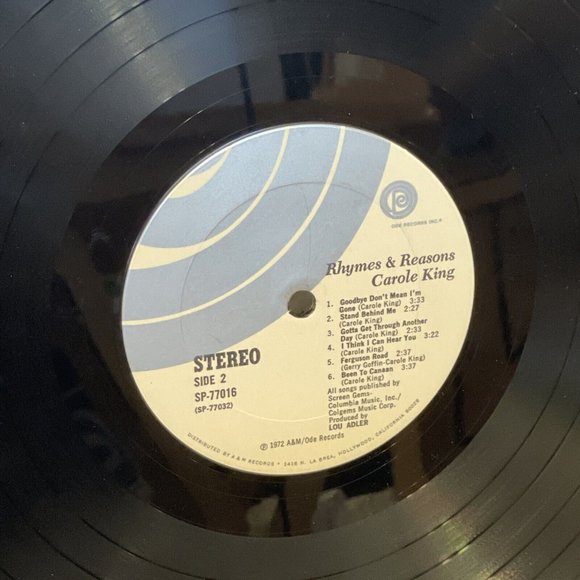 ODE RECORDS INC.®
Rhymes & Reasons
Carole King
1. Goodbye Don't Mean I'm
Gone (Carole King) 3:33
2. Stand Behind Me 2:27
(Carole King)
3. Gotta Get Through Another
Day (Carole King) 2:33
4. I Think I Can Hear You 3:22
(Carole King)
5. Ferguson Road 2:37
(Gerry Goffin-Carole King)
6. Been To Canaan 3:37
(Carole King)
All songs published by
Screen Gems-
Columbia Music, Inc./
Colgems Music Corp.
Produced by
LOU ADLER
STEREO
SIDE 2
SP-77016
(SP-77032)
℗ 1972 A&M/Ode Records
DISTRIBUTED BY A & M RECORDS • 1416 N. LA BREA, HOLLYWOOD, CALIFORNIA 90028